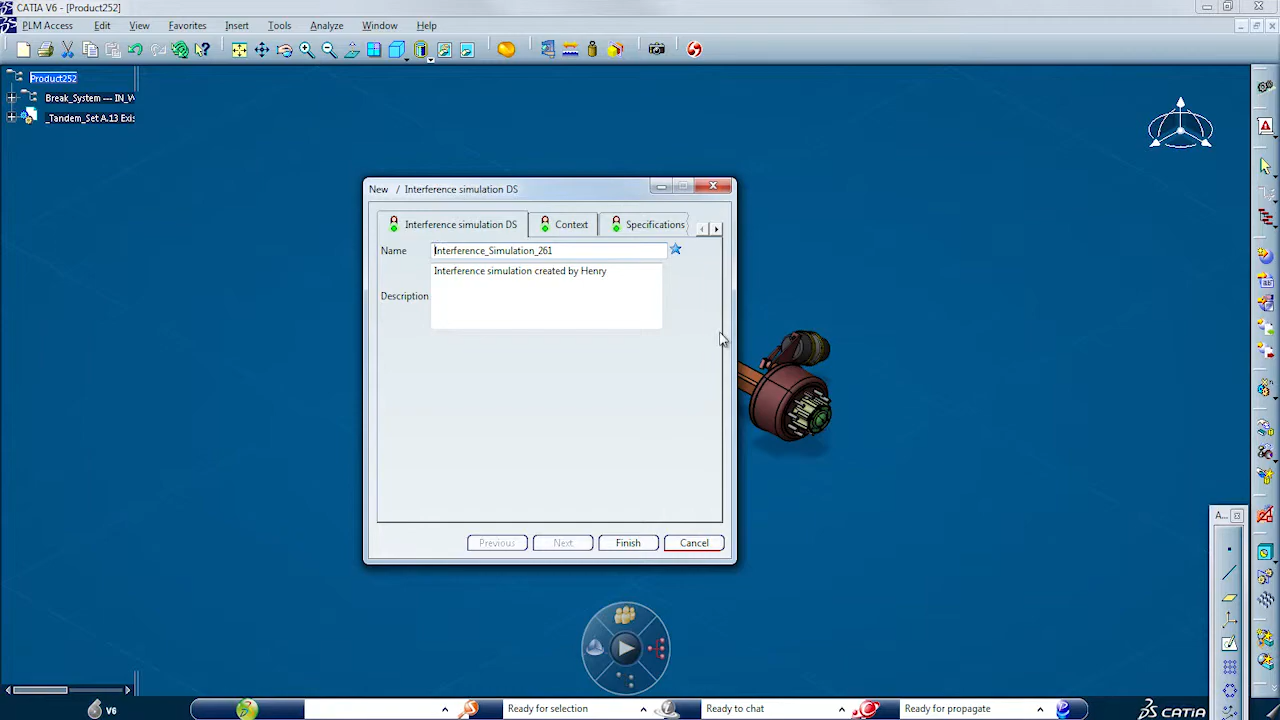 CATIA V6 - [Product252]
PLM Access Edit View Favorites Insert Tools Analyze Window Help
Product252
Break_System --- IN_V
_Tandem_Set A.13 Exis
New / Interference simulation DS
Interference simulation DS Context Specifications
Name Interference_Simulation_261
Interference simulation created by Henry
Description
Previous Next Finish Cancel
A...
V6 Ready for selection Ready to chat Ready for propagate CATIA